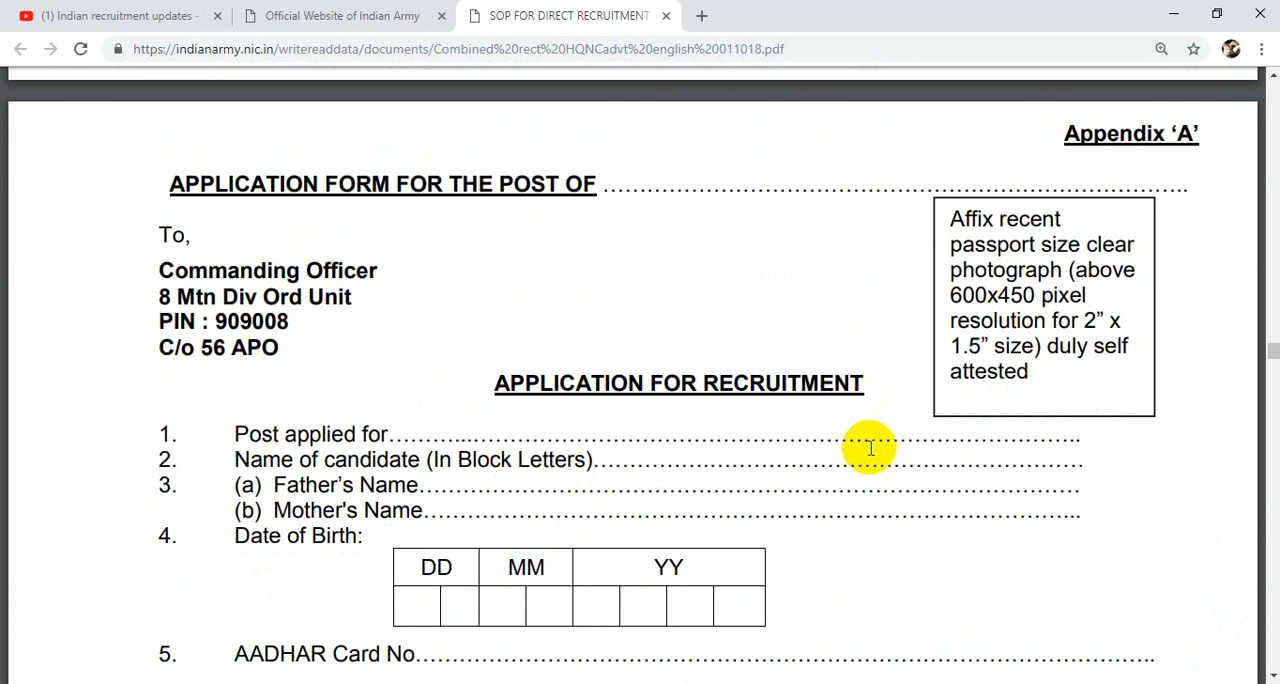 (1) Indian recruitment updates -
Official Website of Indian Army
SOP FOR DIRECT RECRUITMENT
https://indianarmy.nic.in/writereaddata/documents/Combined%20rect%20HQNCadvt%20english%20011018.pdf
Appendix ‘A’
APPLICATION FORM FOR THE POST OF ……………………………………………………………………….
To,
Commanding Officer
8 Mtn Div Ord Unit
PIN : 909008
C/o 56 APO
Affix recent
passport size clear
photograph (above
600x450 pixel
resolution for 2” x
1.5” size) duly self
attested
APPLICATION FOR RECRUITMENT
1. Post applied for………...……………………………………………………………………..
2. Name of candidate (In Block Letters)……………………………………………………
3. (a) Father’s Name…………………………………………………………………………
(b) Mother's Name………………………………………………………………………...
4. Date of Birth:
DD MM YY
5. AADHAR Card No…………………………………………………………………………………..